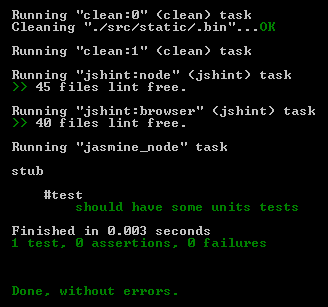 Running "clean:0" (clean) task
Cleaning "./src/static/.bin"...OK
Running "clean:1" (clean) task
Running "jshint:node" (jshint) task
>> 45 files lint free.
Running "jshint:browser" (jshint) task
>> 40 files lint free.
Running "jasmine_node" task
stub
#test
should have some units tests
Finished in 0.003 seconds
1 test, 0 assertions, 0 failures
Done, without errors.